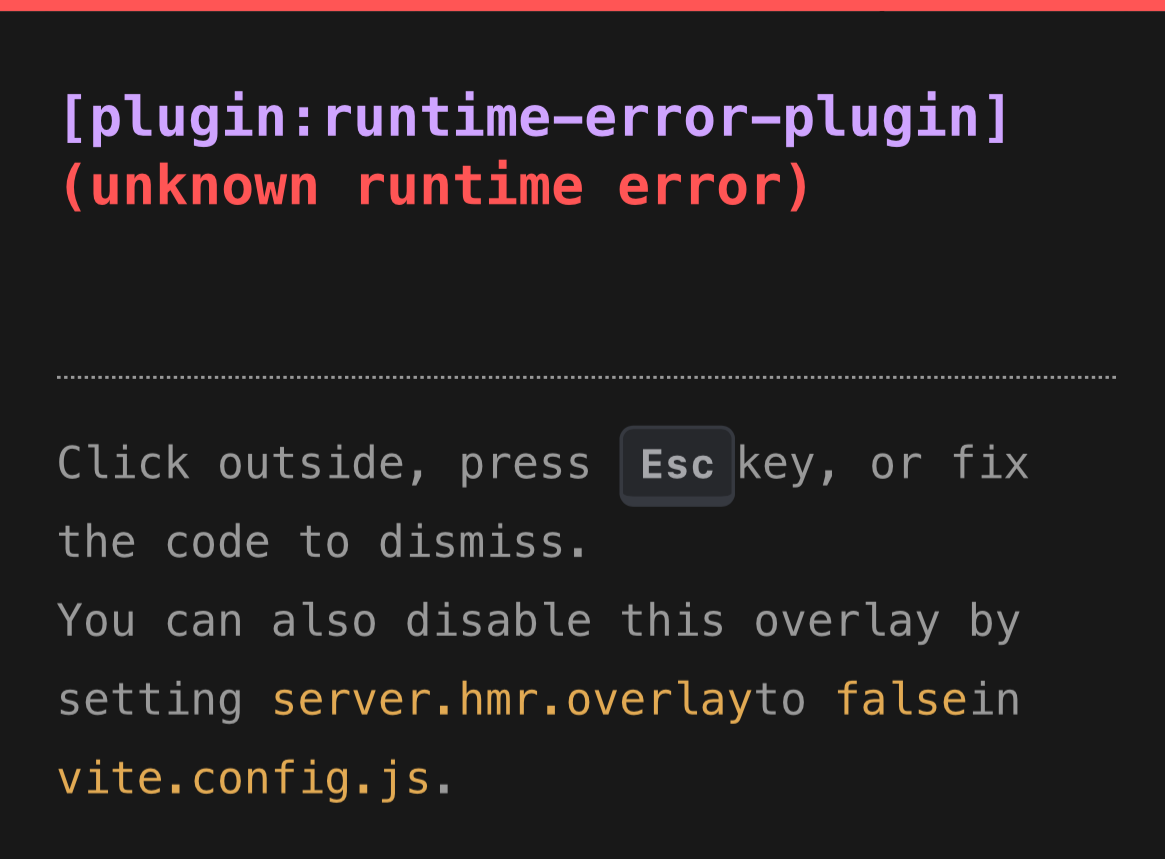 [plugin:runtime-error-plugin]
(unknown runtime error)
Click outside, press Esc key, or fix
the code to dismiss.
You can also disable this overlay by
setting server.hmr.overlayto falsein
vite.config.js.